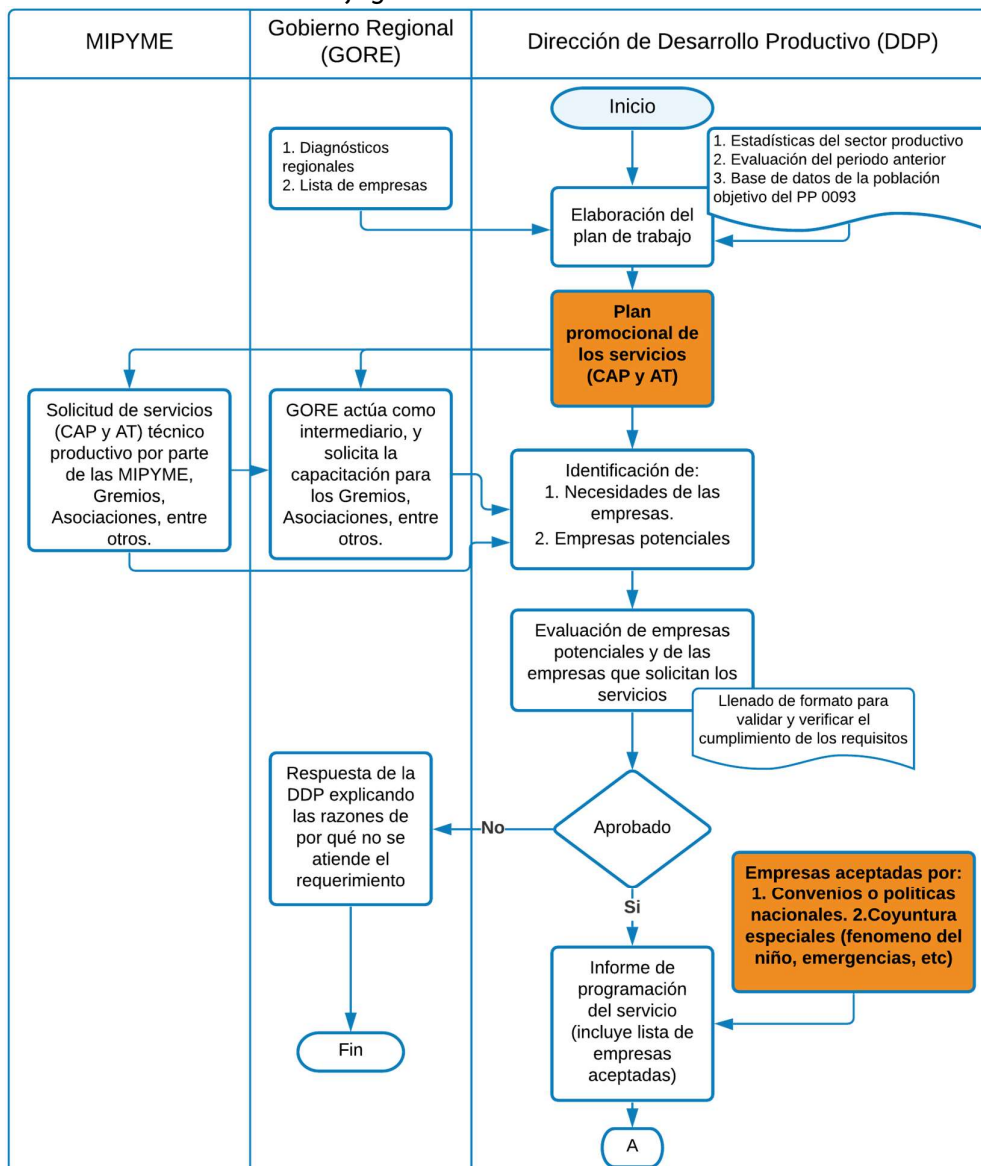 MIPYME
Gobierno Regional
(GORE)
Dirección de Desarrollo Productivo (DDP)
Inicio
1. Diagnósticos
regionales
2. Lista de empresas
1. Estadísticas del sector productivo
2. Evaluación del periodo anterior
3. Base de datos de la población
objetivo del PP 0093
Elaboración del
plan de trabajo
Plan
promocional de
los servicios
(CAP y AT)
Solicitud de servicios
(CAP y AT) técnico
productivo por parte
de las MIPYME,
Gremios,
Asociaciones, entre
otros.
GORE actúa como
intermediario, y
solicita la
capacitación para
los Gremios,
Asociaciones, entre
otros.
Identificación de:
1. Necesidades de las
empresas.
2. Empresas potenciales
Evaluación de empresas
potenciales y de las
empresas que solicitan los
servicios
Llenado de formato para
validar y verificar el
cumplimiento de los requisitos
Respuesta de la
DDP explicando
las razones de
por qué no se
atiende el
requerimiento
No
Aprobado
Si
Empresas aceptadas por:
1. Convenios o políticas
nacionales. 2.Coyuntura
especiales (fenomeno del
niño, emergencias, etc)
Informe de
programación
del servicio
(incluye lista de
empresas
aceptadas)
Fin
A